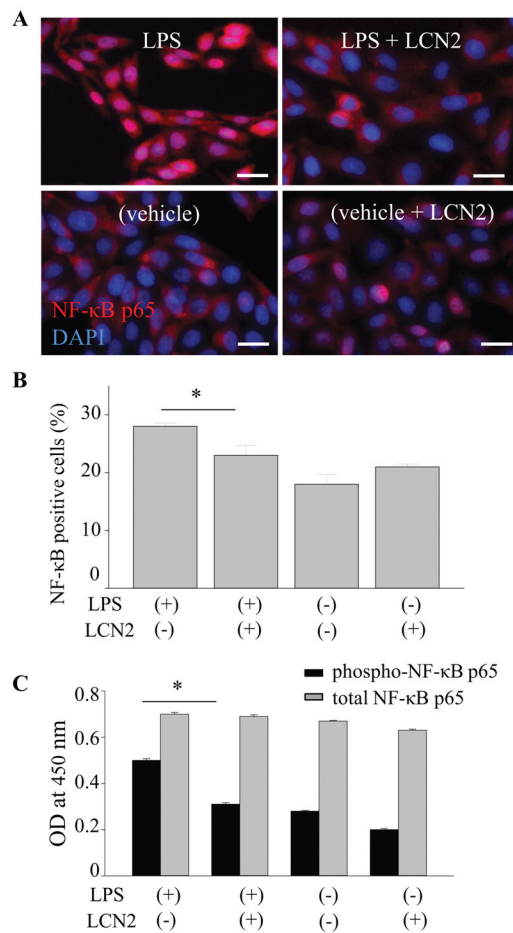 A
LPS
LPS + LCN2
(vehicle)
(vehicle + LCN2)
NF-κB p65
DAPI
B
NF-κB positive cells (%)
30
20
10
0
*
LPS (+) (+) (-) (-)
LCN2 (-) (+) (-) (+)
C
phospho-NF-κB p65
total NF-κB p65
OD at 450 nm
0.8
0.6
0.4
0.2
0
*
LPS (+) (+) (-) (-)
LCN2 (-) (+) (-) (+)